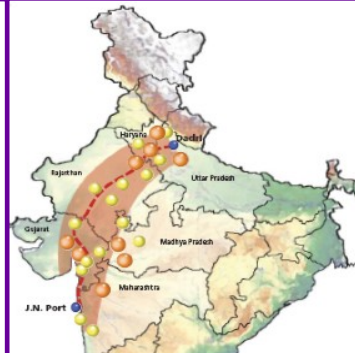 Haryana
Dadri
Rajasthan
Uttar Pradesh
Gujarat
Madhya Pradesh
Maharashtra
J.N. Port